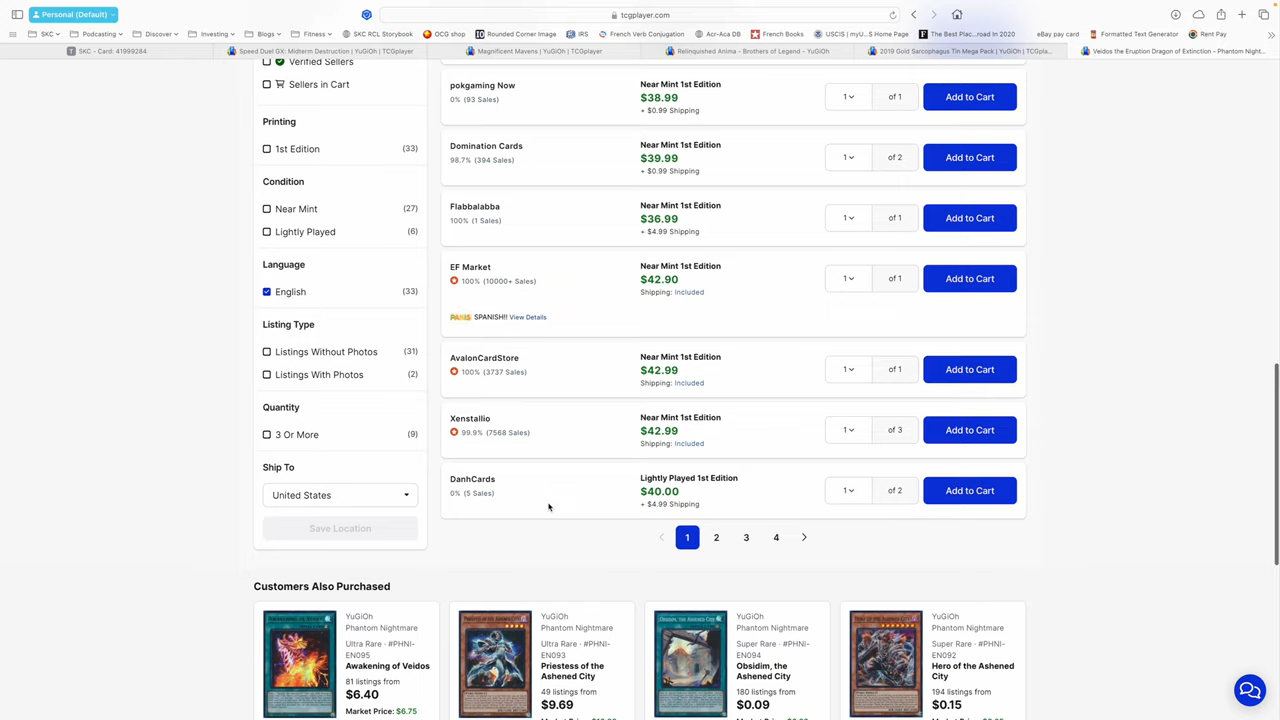 Personal (Default)
tcgplayer.com
SKC
Podcasting
Discover
Investing
Blogs
Fitness
SKC RCL Storybook
OCG shop
Rounded Corner Image
IRS
French Verb Conjugation
Acr-Aca DB
French Books
USCIS | myU...S Home Page
The Best Plac...road In 2020
eBay pay card
Formatted Text Generator
Rent Pay
SKC - Card: 41999284
Speed Duel GX: Midterm Destruction | YuGiOh | TCGplayer
Magnificent Mavens | YuGiOh | TCGplayer
Relinquished Anima - Brothers of Legend - YuGiOh
2019 Gold Sarcophagus Tin Mega Pack | YuGiOh | TCGpla...
Veidos the Eruption Dragon of Extinction - Phantom Night...
Verified Sellers
Sellers in Cart
Printing
1st Edition (33)
Condition
Near Mint (27)
Lightly Played (6)
Language
English (33)
Listing Type
Listings Without Photos (31)
Listings With Photos (2)
Quantity
3 Or More (9)
Ship To
United States
Save Location
pokgaming Now
0% (93 Sales)
Near Mint 1st Edition
$38.99
+ $0.99 Shipping
1 of 1
Add to Cart
Domination Cards
98.7% (394 Sales)
Near Mint 1st Edition
$39.99
+ $0.99 Shipping
1 of 2
Add to Cart
Flabbalabba
100% (1 Sales)
Near Mint 1st Edition
$36.99
+ $4.99 Shipping
1 of 1
Add to Cart
EF Market
100% (10000+ Sales)
SPANISH!! View Details
Near Mint 1st Edition
$42.90
Shipping: Included
1 of 1
Add to Cart
AvalonCardStore
100% (3737 Sales)
Near Mint 1st Edition
$42.99
Shipping: Included
1 of 1
Add to Cart
Xenstallio
99.9% (7568 Sales)
Near Mint 1st Edition
$42.99
Shipping: Included
1 of 3
Add to Cart
DanhCards
0% (5 Sales)
Lightly Played 1st Edition
$40.00
+ $4.99 Shipping
1 of 2
Add to Cart
1 2 3 4
Customers Also Purchased
YuGiOh
Phantom Nightmare
Ultra Rare · #PHNI-
EN095
Awakening of Veidos
81 listings from
$6.40
Market Price: $6.75
YuGiOh
Phantom Nightmare
Ultra Rare · #PHNI-
EN093
Priestess of the
Ashened City
49 listings from
$9.69
YuGiOh
Phantom Nightmare
Super Rare · #PHNI-
EN094
Obsidim, the
Ashened City
180 listings from
$0.09
YuGiOh
Phantom Nightmare
Super Rare · #PHNI-
EN092
Hero of the Ashened
City
194 listings from
$0.15